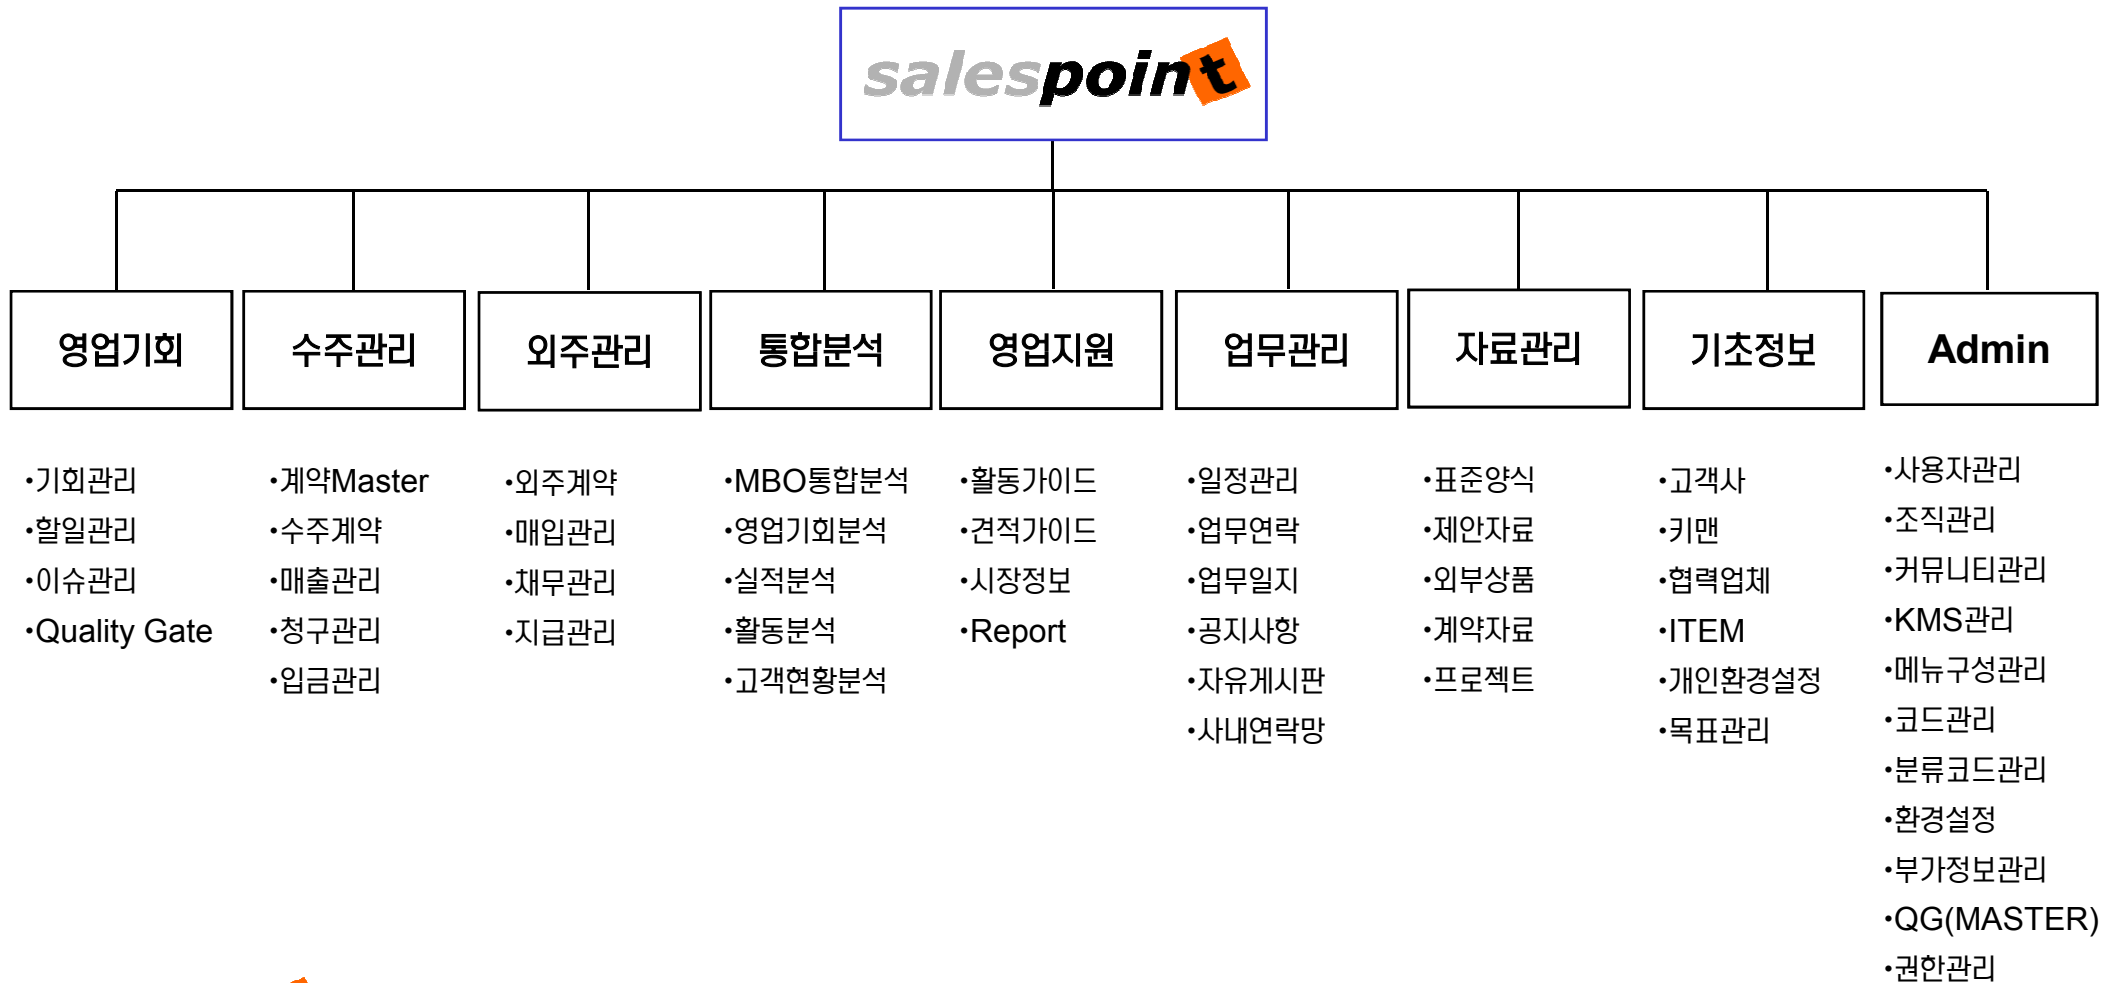 salespoint
영업기회
수주관리
외주관리
통합분석
영업지원
업무관리
자료관리
기초정보
Admin
·기회관리
·할일관리
·이슈관리
·Quality Gate
·계약Master
·수주계약
·매출관리
·청구관리
·입금관리
·외주계약
·매입관리
·채무관리
·지급관리
·MBO통합분석
·영업기회분석
·실적분석
·활동분석
·고객현황분석
·활동가이드
·견적가이드
·시장정보
·Report
·일정관리
·업무연락
·업무일지
·공지사항
·자유게시판
·사내연락망
·표준양식
·제안자료
·외부상품
·계약자료
·프로젝트
·고객사
·키맨
·협력업체
·ITEM
·개인환경설정
·목표관리
·사용자관리
·조직관리
·커뮤니티관리
·KMS관리
·메뉴구성관리
·코드관리
·분류코드관리
·환경설정
·부가정보관리
·QG(MASTER)
·권한관리